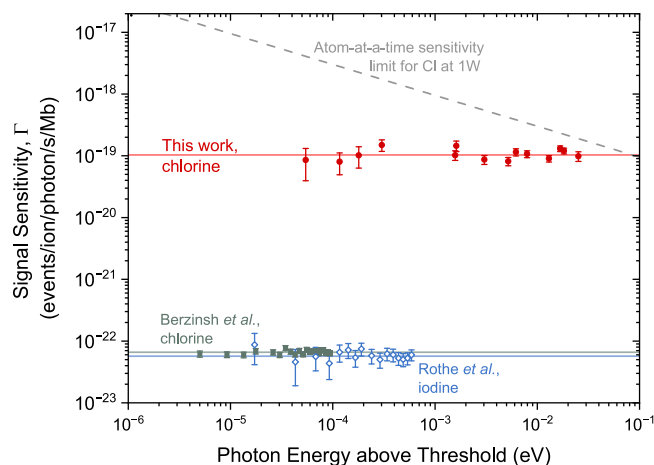 10⁻¹⁷
10⁻¹⁸
10⁻¹⁹
10⁻²⁰
10⁻²¹
10⁻²²
10⁻²³
Signal Sensitivity, Γ
(events/ion/photon/s/Mb)
Atom-at-a-time sensitivity
limit for Cl at 1W
This work,
chlorine
Berzinsh et al.,
chlorine
Rothe et al.,
iodine
10⁻⁶
10⁻⁵
10⁻⁴
10⁻³
10⁻²
10⁻¹
Photon Energy above Threshold (eV)